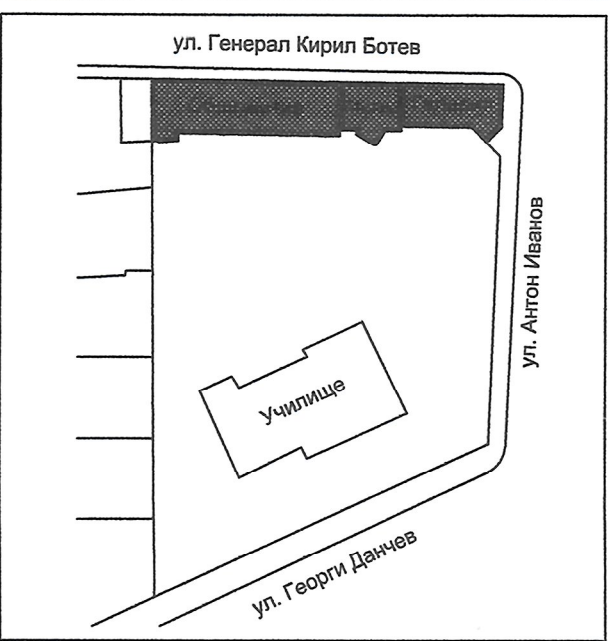 ул. Генерал Кирил Ботев
ул. Антон Иванов
Училище
ул. Георги Данчев